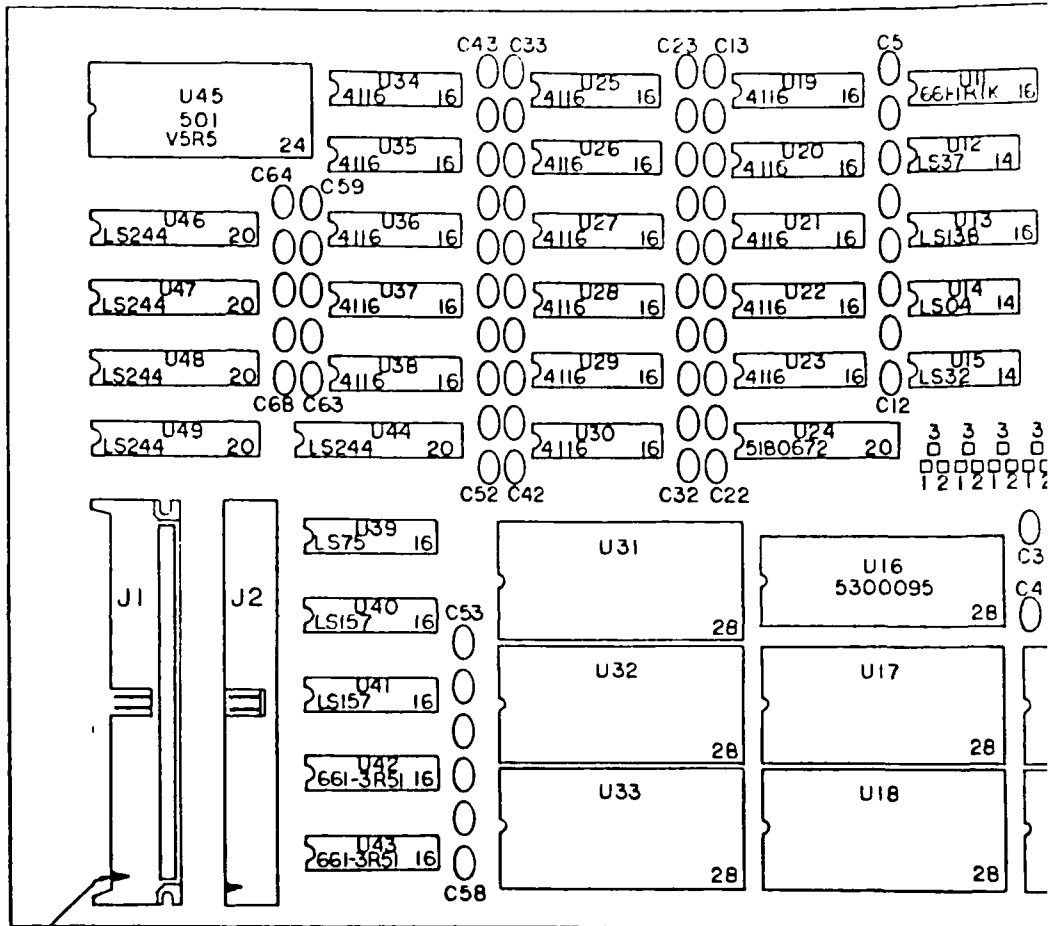 C43 C33 C23 C13 C5
U45
501
V5R5
24
U34
4116 16
U25
4116 16
U19
4116 16
U11
16
U35
4116 16
U26
4116 16
U20
4116 16
U12
LS37 14
C64 C59
U46
LS244 20
U36
4116 16
U27
4116 16
U21
4116 16
U13
LS138 16
U47
LS244 20
U37
4116 16
U28
4116 16
U22
4116 16
U14
LS04 14
U48
LS244 20
U38
4116 16
U29
4116 16
U23
4116 16
U15
LS32 14
C68 C63 C12
U49
LS244 20
U44
LS244 20
U30
4116 16
U24
5180672 20
3 3 3 3
1 2 1 2 1 2 1 2
C52 C42 C32 C22
J1
J2
U39
LS75 16
U31
28
U16
5300095
28
C3
C4
U40
LS157 16
C53
U32
28
U17
28
U41
LS157 16
U42
661-3R51 16
U33
28
U18
28
U43
661-3R51 16
C58